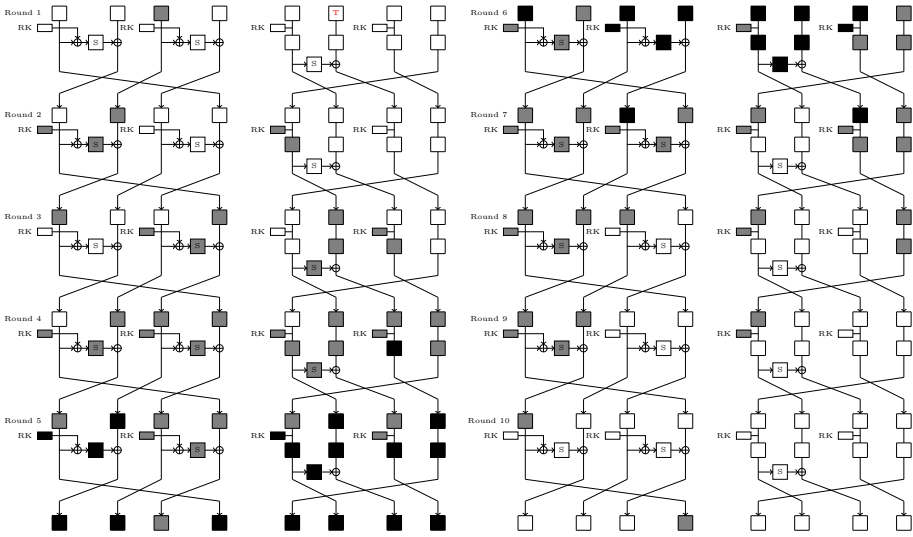 Round 1 T Round 6
RK RK RK RK RK RK RK RK
S S S
S
Round 2 Round 7
RK RK RK RK RK RK RK RK
S S S S
S S
Round 3 Round 8
RK RK RK RK RK RK RK RK
S S S S
S S
Round 4 Round 9
RK RK RK RK RK RK RK RK
S S S S
S S
Round 5 Round 10
RK RK RK RK RK RK RK RK
S S S
S